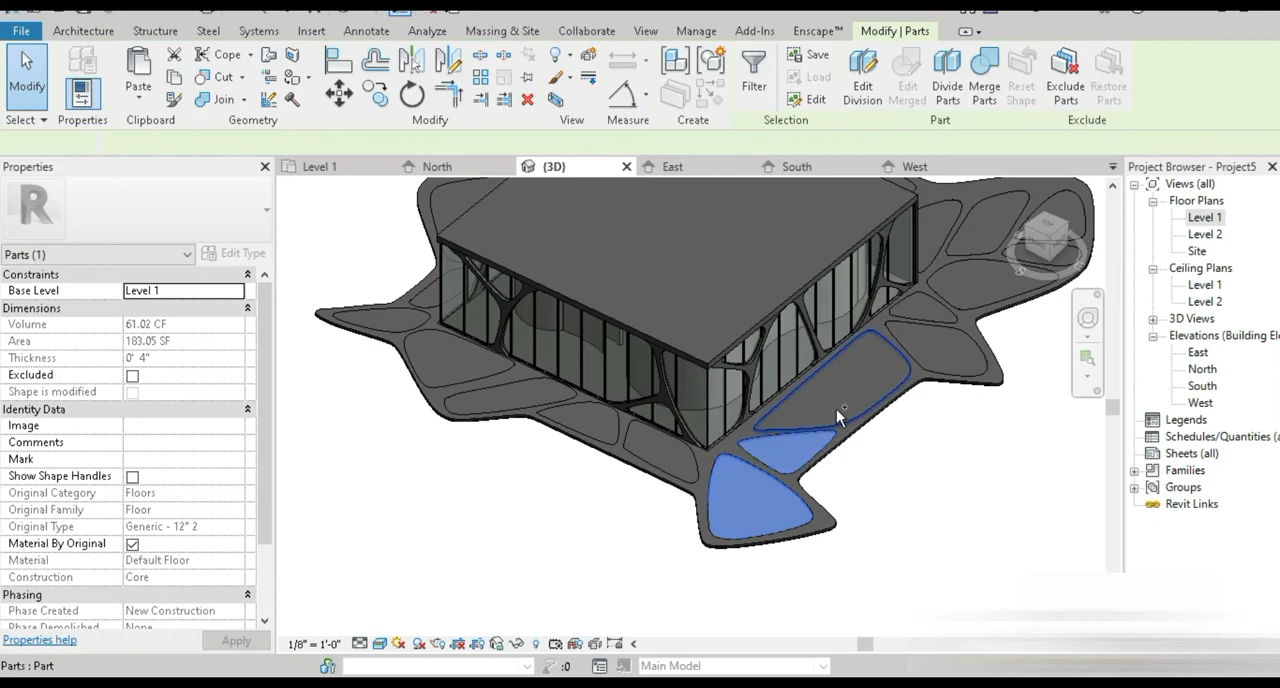 File Architecture Structure Steel Systems Insert Annotate Analyze Massing & Site Collaborate View Manage Add-Ins Enscape™ Modify | Parts
Modify
Select
Properties
Paste
Clipboard
Cope
Cut
Join
Geometry
Modify
View
Measure
Create
Filter
Save
Load
Edit
Selection
Edit Division
Edit Merged
Divide Parts
Merge Parts
Reset Shape
Part
Exclude Parts
Restore Parts
Exclude
Properties
Level 1 North {3D} East South West
Project Browser - Project5
Parts (1) Edit Type
Constraints
Base Level Level 1
Dimensions
Volume 61.02 CF
Area 183.05 SF
Thickness 0' 4"
Excluded
Shape is modified
Identity Data
Image
Comments
Mark
Show Shape Handles
Original Category Floors
Original Family Floor
Original Type Generic - 12" 2
Material By Original
Material Default Floor
Construction Core
Phasing
Phase Created New Construction
Phase Demolished None
Properties help Apply
TOP
Views (all)
Floor Plans
Level 1
Level 2
Site
Ceiling Plans
Level 1
Level 2
3D Views
Elevations (Building El
East
North
South
West
Legends
Schedules/Quantities (a
Sheets (all)
Families
Groups
Revit Links
1/8" = 1'-0"
Parts : Part
:0
Main Model